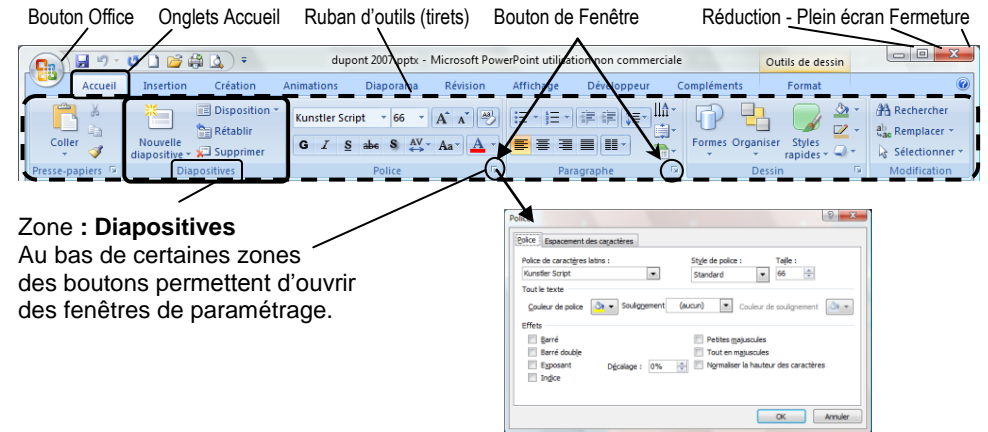 Bouton Office Onglets Accueil Ruban d'outils (tirets) Bouton de Fenêtre Réduction - Plein écran Fermeture
dupont 2007.pptx - Microsoft PowerPoint utilisation non commerciale Outils de dessin
Accueil Insertion Création Animations Diaporama Révision Affichage Développeur Compléments Format
Coller
Nouvelle diapositive
Disposition
Rétablir
Supprimer
Kunstler Script 66
G I S abe S AV Aa A
Formes Organiser Styles rapides
Rechercher
Remplacer
Sélectionner
Presse-papiers Diapositives Police Paragraphe Dessin Modification
Zone : Diapositives
Au bas de certaines zones
des boutons permettent d'ouvrir
des fenêtres de paramétrage.
Police
Police Espacement des caractères
Police de caractères latins : Style de police : Taille :
Kunstler Script Standard 66
Tout le texte
Couleur de police Soulignement (aucun) Couleur de soulignement
Effets
Barré Petites majuscules
Barré double Tout en majuscules
Exposant Décalage : 0% Normaliser la hauteur des caractères
Indice
OK Annuler